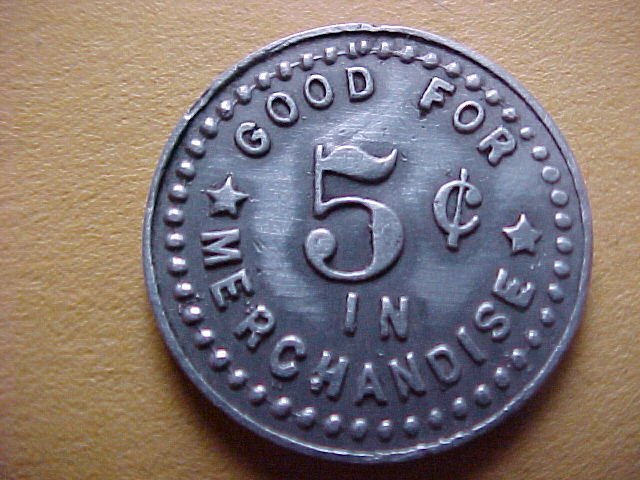 GOOD FOR
5 ¢
IN
MERCHANDISE